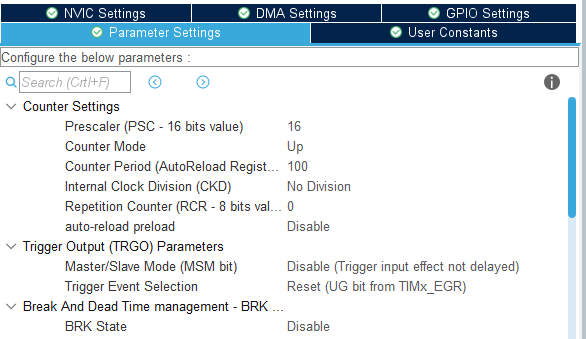 NVIC Settings DMA Settings GPIO Settings
Parameter Settings User Constants
Configure the below parameters :
Search (Crtl+F)
Counter Settings
Prescaler (PSC - 16 bits value) 16
Counter Mode Up
Counter Period (AutoReload Regist... 100
Internal Clock Division (CKD) No Division
Repetition Counter (RCR - 8 bits val... 0
auto-reload preload Disable
Trigger Output (TRGO) Parameters
Master/Slave Mode (MSM bit) Disable (Trigger input effect not delayed)
Trigger Event Selection Reset (UG bit from TIMx_EGR)
Break And Dead Time management - BRK ...
BRK State Disable